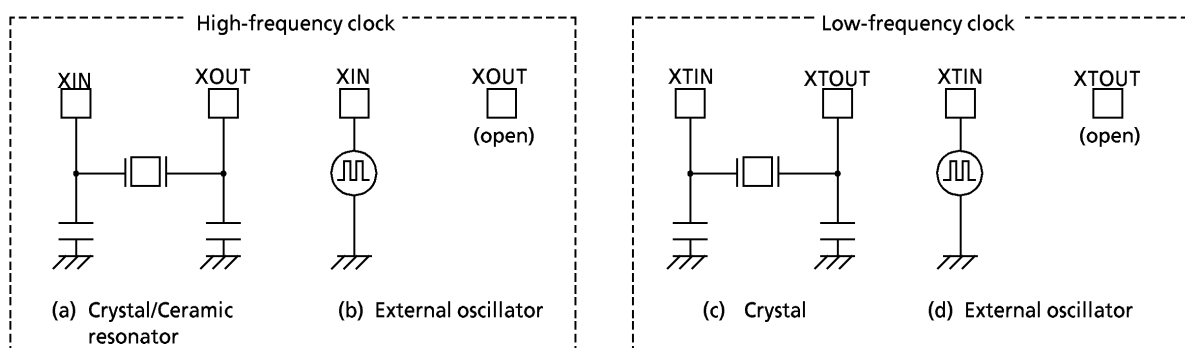 High-frequency clock
XIN
XOUT
XIN
XOUT
(open)
(a) Crystal/Ceramic
resonator
(b) External oscillator
Low-frequency clock
XTIN
XTOUT
XTIN
XTOUT
(open)
(c) Crystal
(d) External oscillator